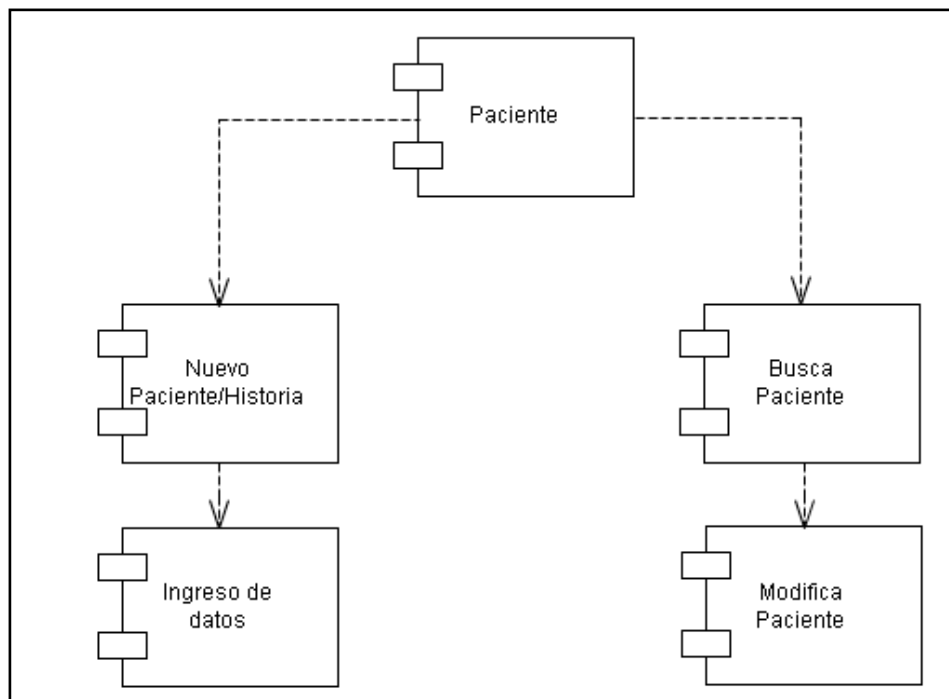 Paciente
Nuevo
Paciente/Historia
Busca
Paciente
Ingreso de
datos
Modifica
Paciente